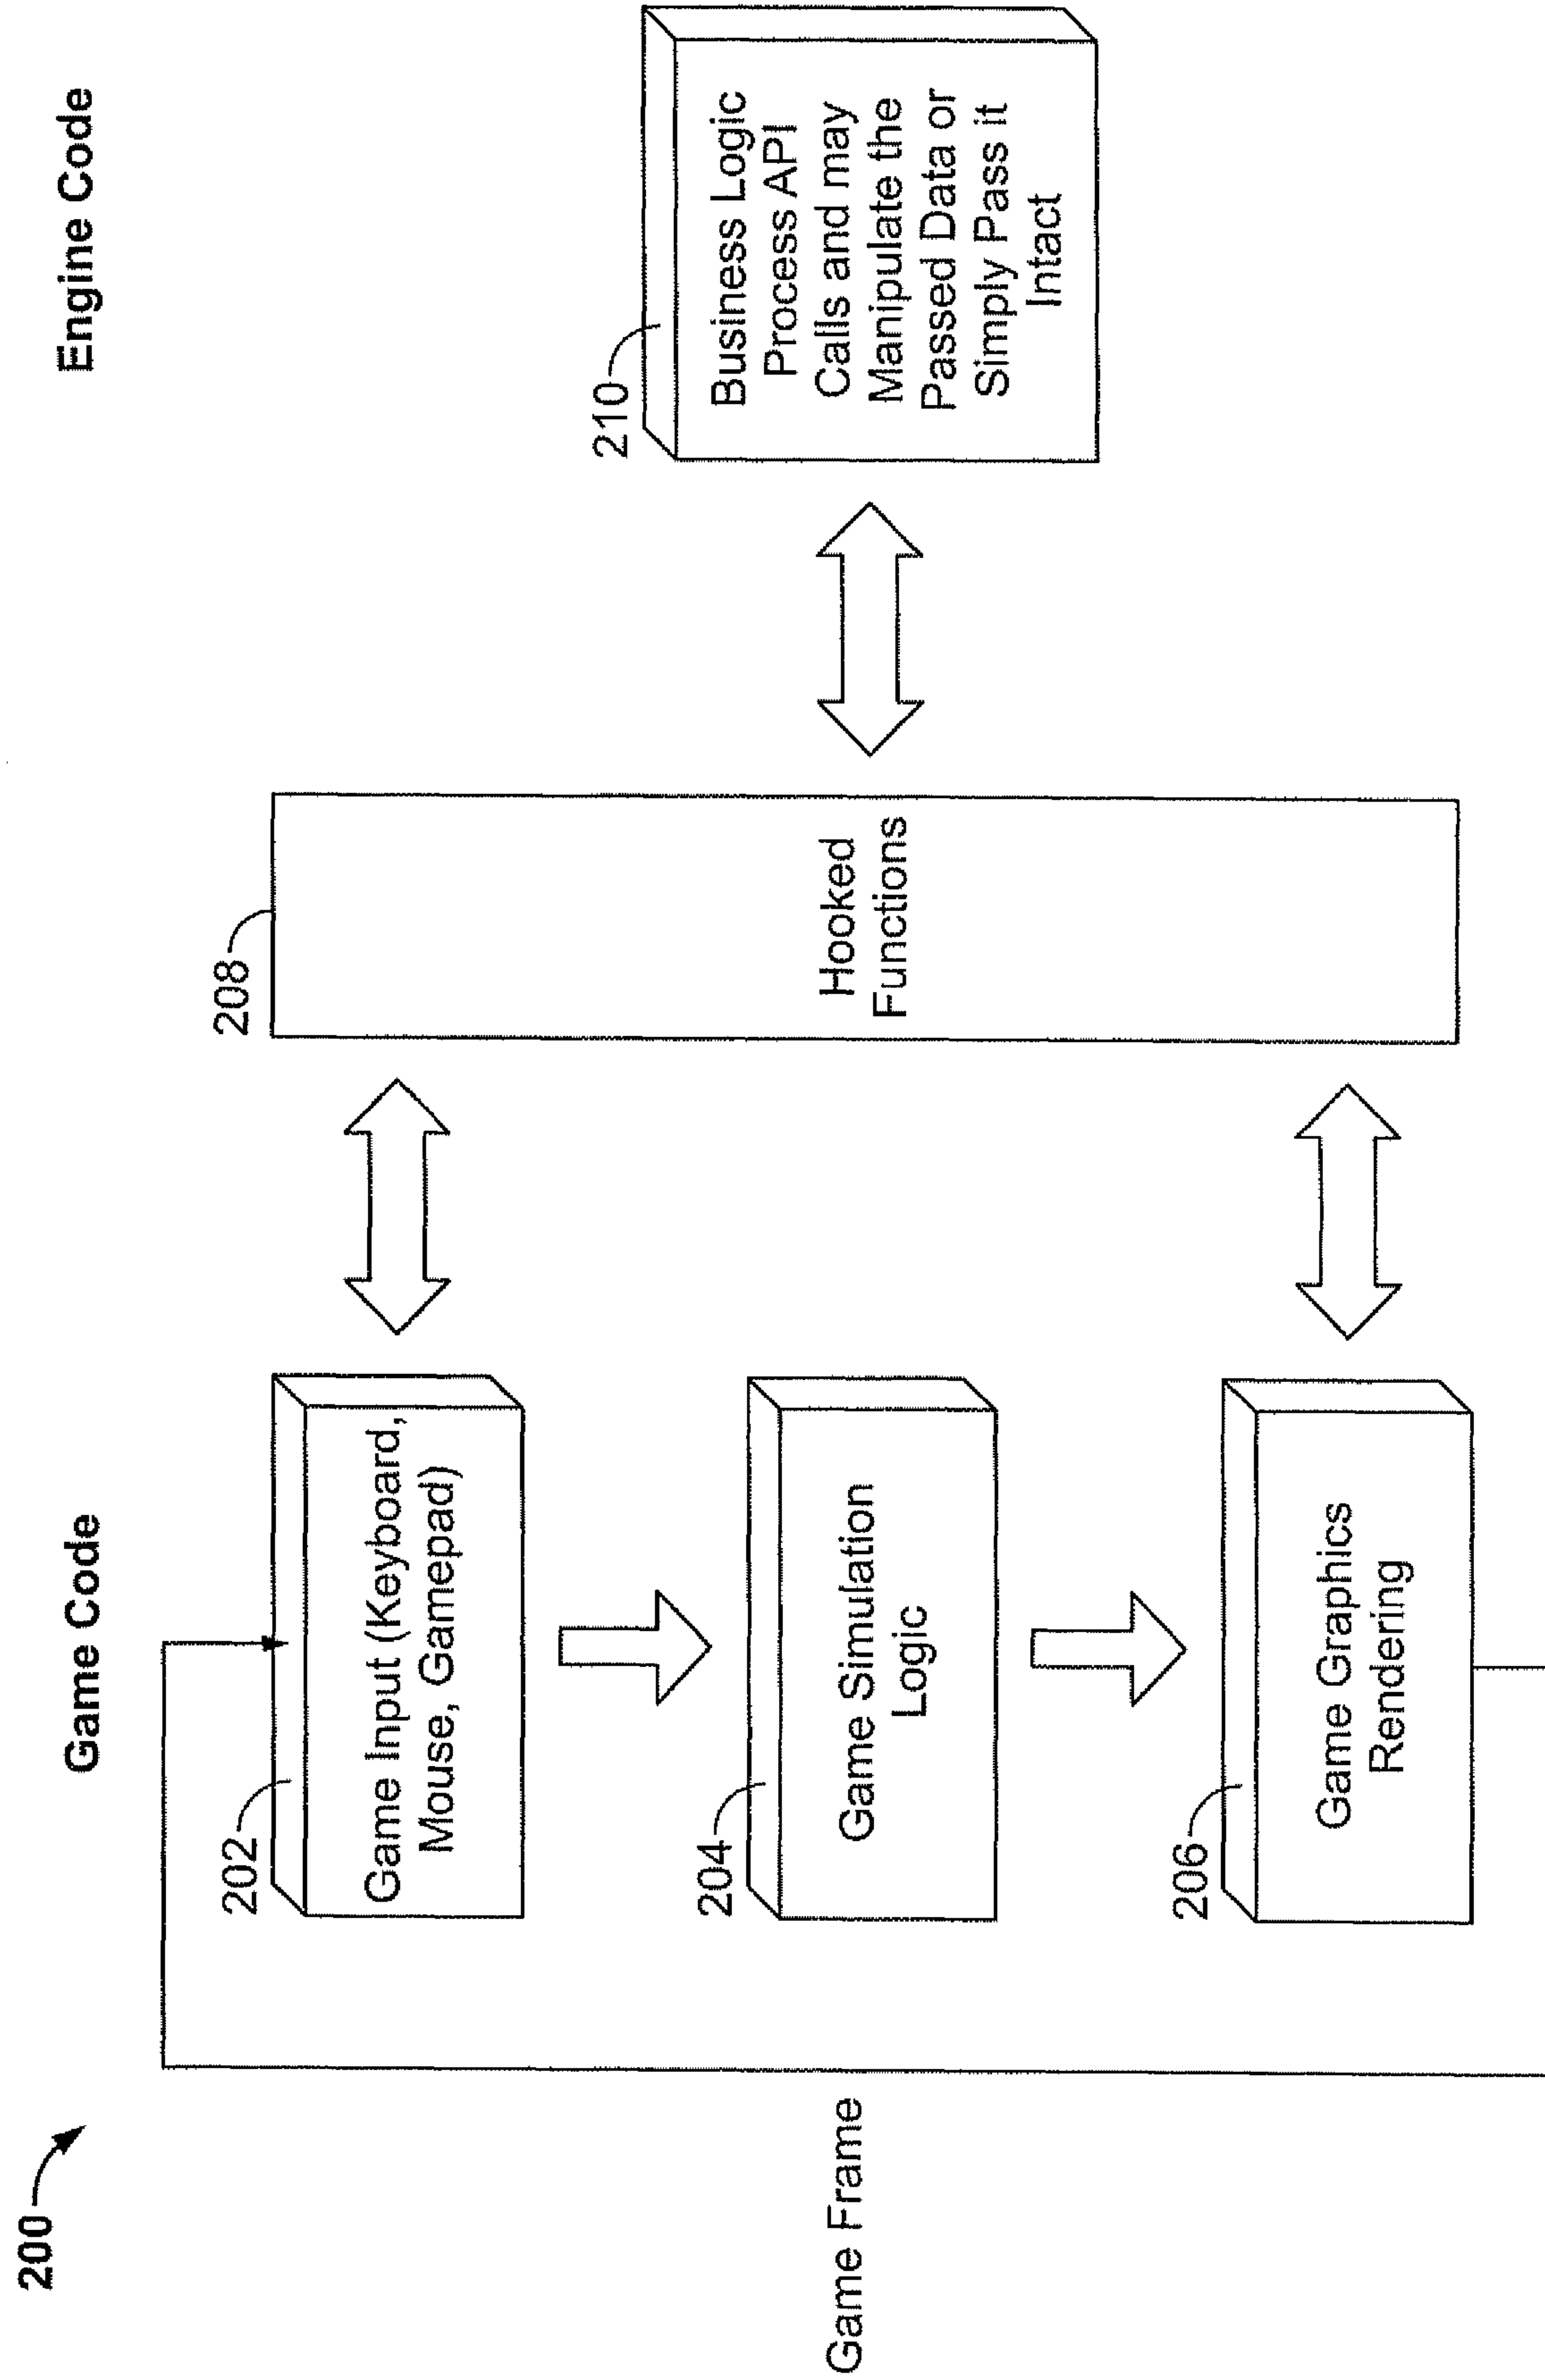 200
Game Code
Engine Code
202
Game Input (Keyboard,
Mouse, Gamepad)
208
Game Frame
204
Game Simulation
Logic
Hooked
Functions
210
Business Logic
Process API
Calls and may
Manipulate the
Passed Data or
Simply Pass it
Intact
206
Game Graphics
Rendering